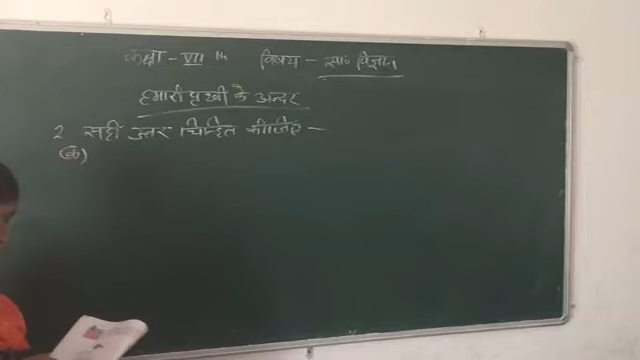 कक्षा - VII th विषय - सा० विज्ञान
हमारी पृथ्वी के अन्दर
2 सही उत्तर चिन्हित कीजिए -
(क)